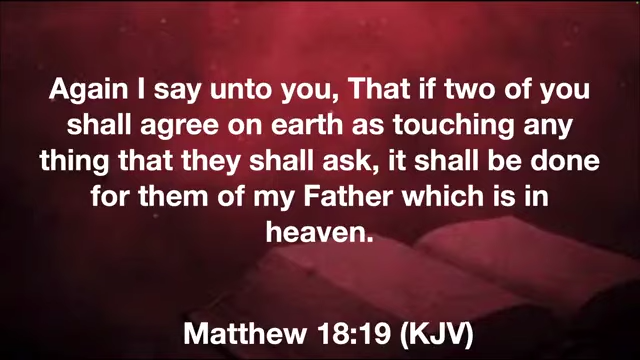 Again I say unto you, That if two of you
shall agree on earth as touching any
thing that they shall ask, it shall be done
for them of my Father which is in
heaven.
Matthew 18:19 (KJV)